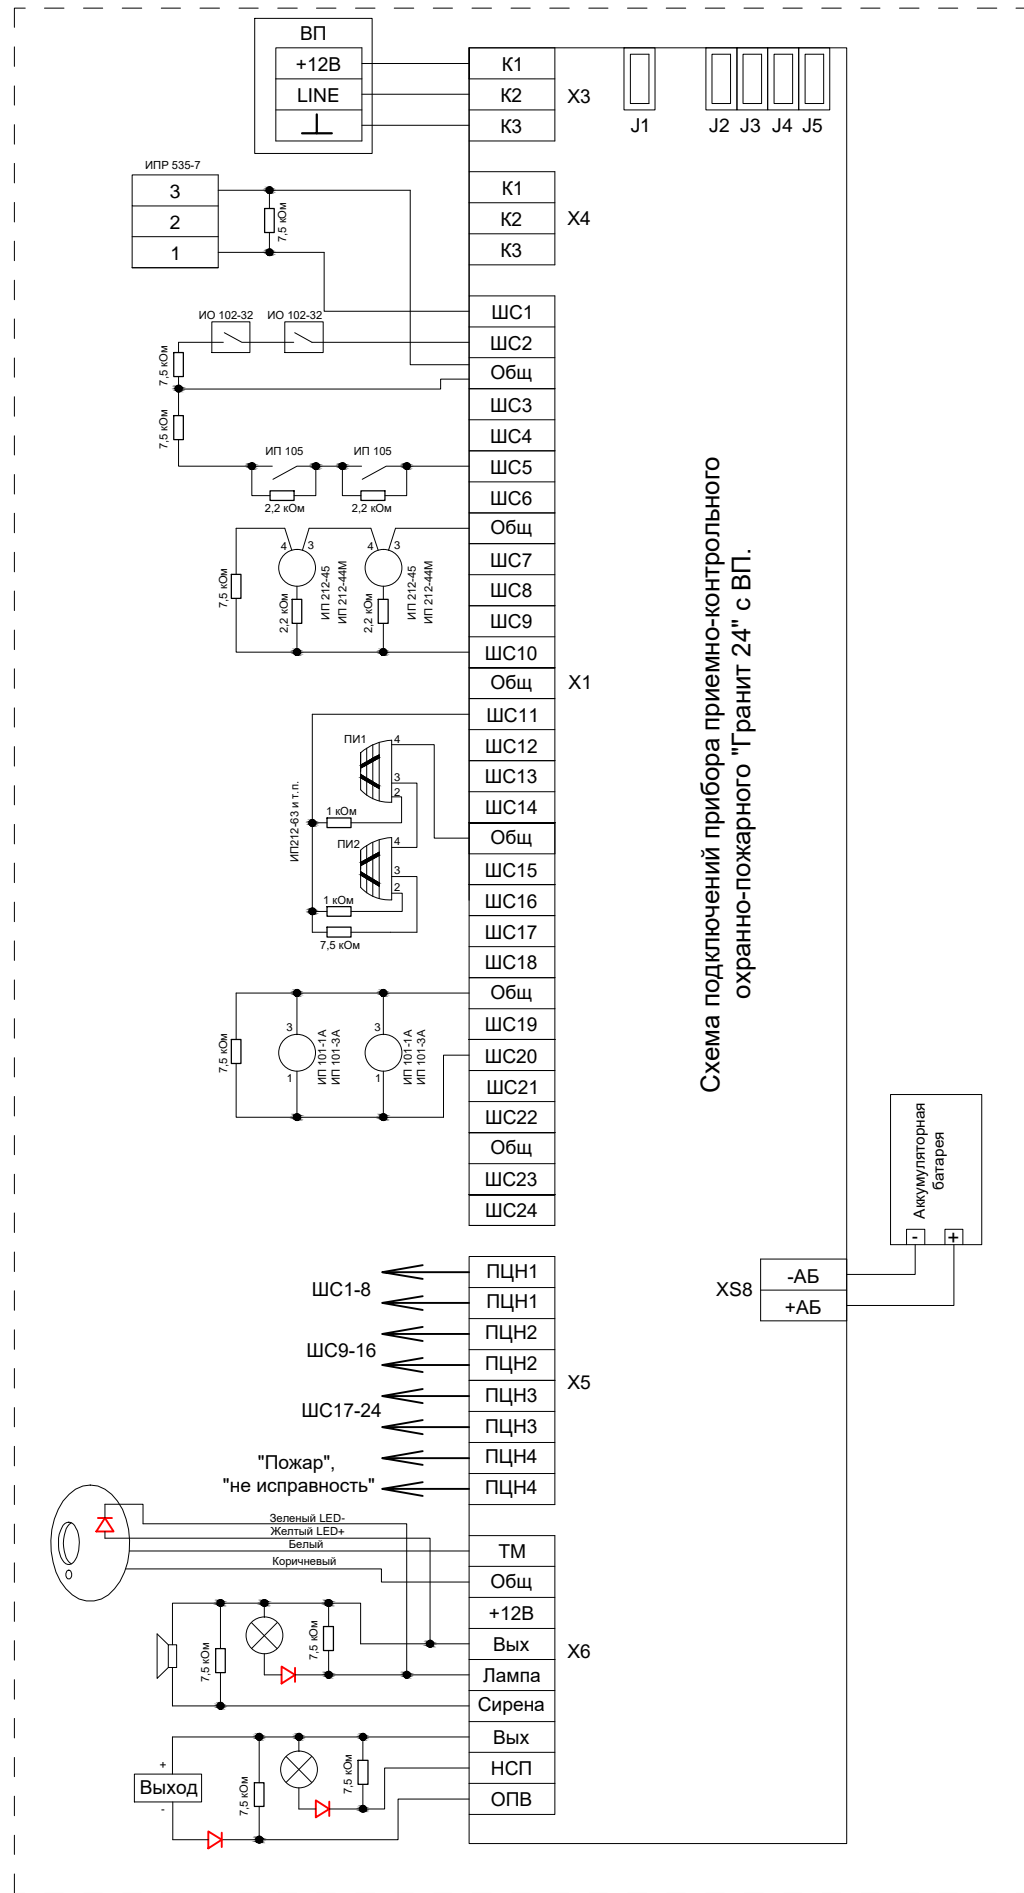 ВП
+12В
LINE
К1
К2
К3
X3
J1
J2
J3
J4
J5
ИПР 535-7
3
2
1
7,5 кОм
К1
К2
К3
X4
ШС1
ШС2
Общ
ШС3
ШС4
ШС5
ШС6
Общ
ШС7
ШС8
ШС9
ШС10
Общ
ШС11
ШС12
ШС13
ШС14
Общ
ШС15
ШС16
ШС17
ШС18
Общ
ШС19
ШС20
ШС21
ШС22
Общ
ШС23
ШС24
X1
ИО 102-32
ИО 102-32
7,5 кОм
7,5 кОм
ИП 105
ИП 105
2,2 кОм
2,2 кОм
4
3
4
3
7,5 кОм
2,2 кОм
ИП 212-45
ИП 212-44М
2,2 кОм
ИП 212-45
ИП 212-44М
ПИ1
4
3
2
1 кОм
ИП212-63 и т.п.
ПИ2
4
3
2
1 кОм
7,5 кОм
7,5 кОм
3
1
ИП 101-1А
ИП 101-3А
3
1
ИП 101-1А
ИП 101-3А
Схема подключений прибора приемно-контрольного
охранно-пожарного "Гранит 24" с ВП.
Аккумуляторная
батарея
-
+
XS8
-АБ
+АБ
ПЦН1
ПЦН1
ПЦН2
ПЦН2
ПЦН3
ПЦН3
ПЦН4
ПЦН4
X5
ШС1-8
ШС9-16
ШС17-24
"Пожар",
"не исправность"
Зеленый LED-
Желтый LED+
Белый
Коричневый
ТМ
Общ
+12В
Вых
Лампа
Сирена
Вых
НСП
ОПВ
X6
7,5 кОм
7,5 кОм
+
Выход
-
7,5 кОм
7,5 кОм